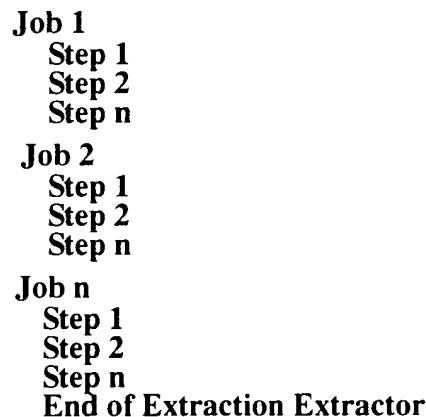 Job 1
Step 1
Step 2
Step n
Job 2
Step 1
Step 2
Step n
Job n
Step 1
Step 2
Step n
End of Extraction Extractor